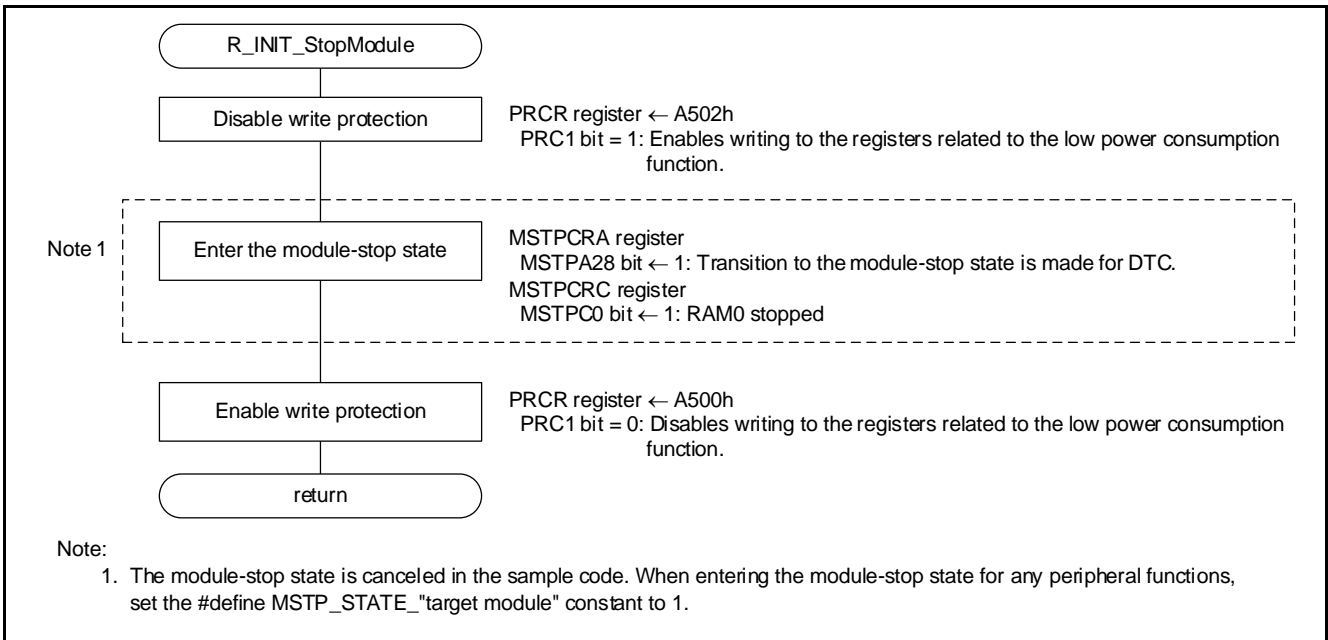 R_INIT_StopModule
Disable write protection
PRCR register ← A502h
PRC1 bit = 1: Enables writing to the registers related to the low power consumption
function.
Note 1
Enter the module-stop state
MSTPCRA register
MSTPA28 bit ← 1: Transition to the module-stop state is made for DTC.
MSTPCRC register
MSTPC0 bit ← 1: RAM0 stopped
Enable write protection
PRCR register ← A500h
PRC1 bit = 0: Disables writing to the registers related to the low power consumption
function.
return
Note:
1. The module-stop state is canceled in the sample code. When entering the module-stop state for any peripheral functions,
set the #define MSTP_STATE_"target module" constant to 1.